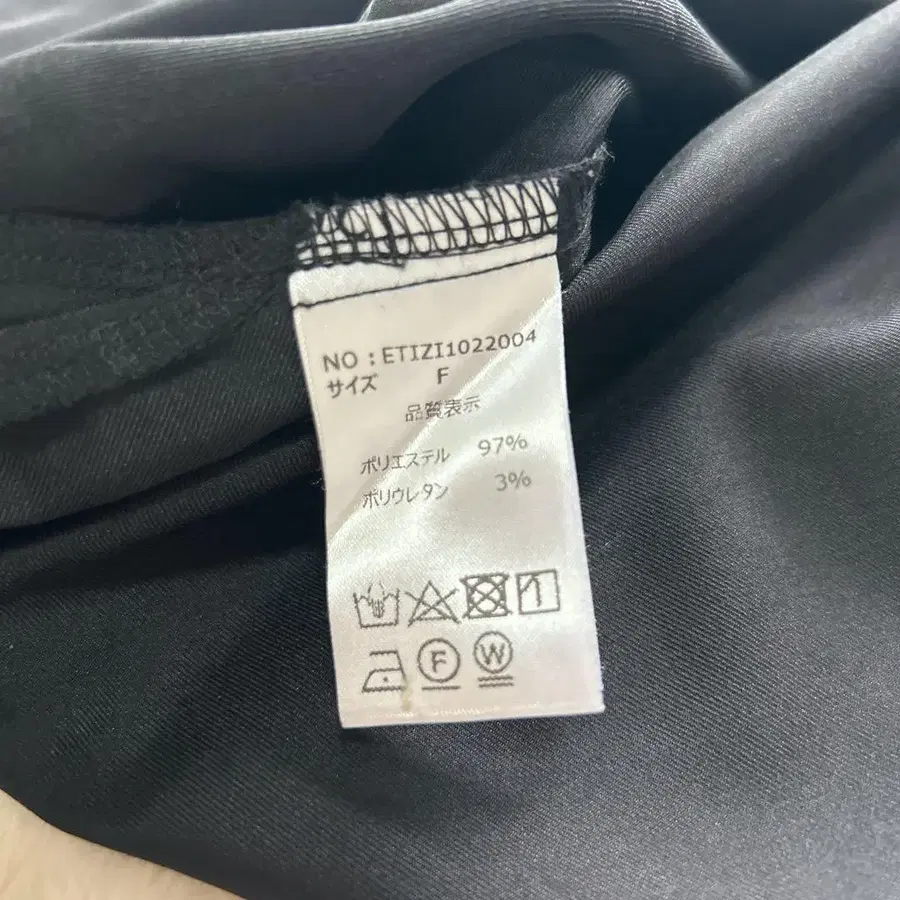 NO : ETIZI1022004
サイズ F
品質表示
ポリエステル 97%
ポリウレタン 3%
F W